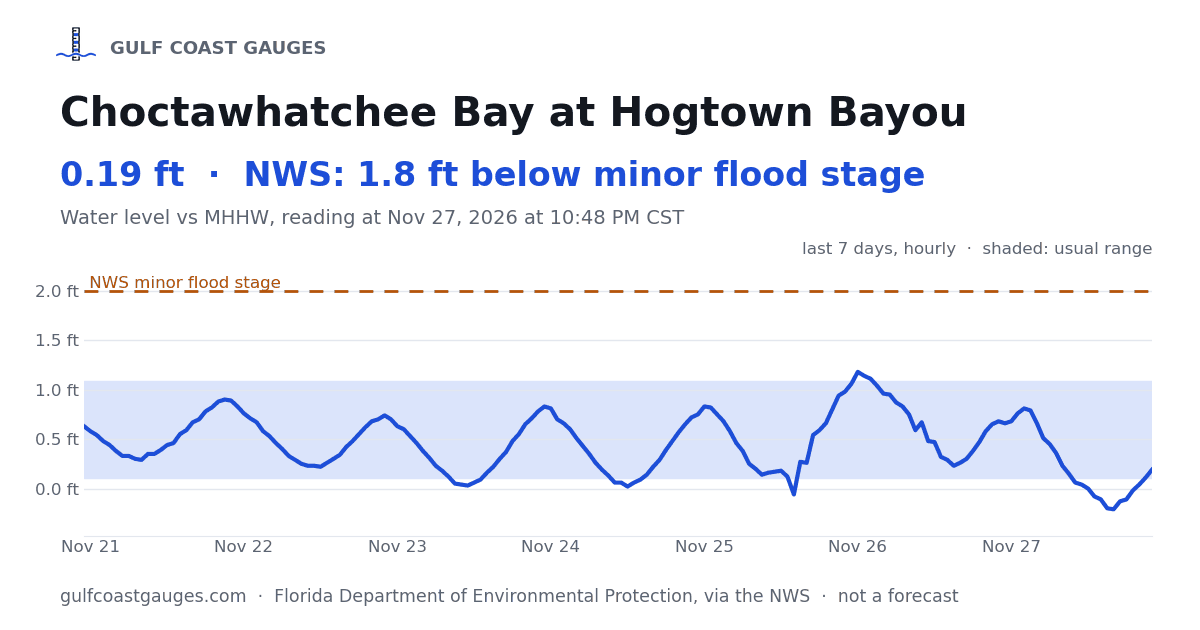 GULF COAST GAUGES
Choctawhatchee Bay at Hogtown Bayou
0.19 ft · NWS: 1.8 ft below minor flood stage
Water level vs MHHW, reading at Nov 27, 2026 at 10:48 PM CST
last 7 days, hourly · shaded: usual range
NWS minor flood stage
2.0 ft
1.5 ft
1.0 ft
0.5 ft
0.0 ft
Nov 21 Nov 22 Nov 23 Nov 24 Nov 25 Nov 26 Nov 27
gulfcoastgauges.com · Florida Department of Environmental Protection, via the NWS · not a forecast